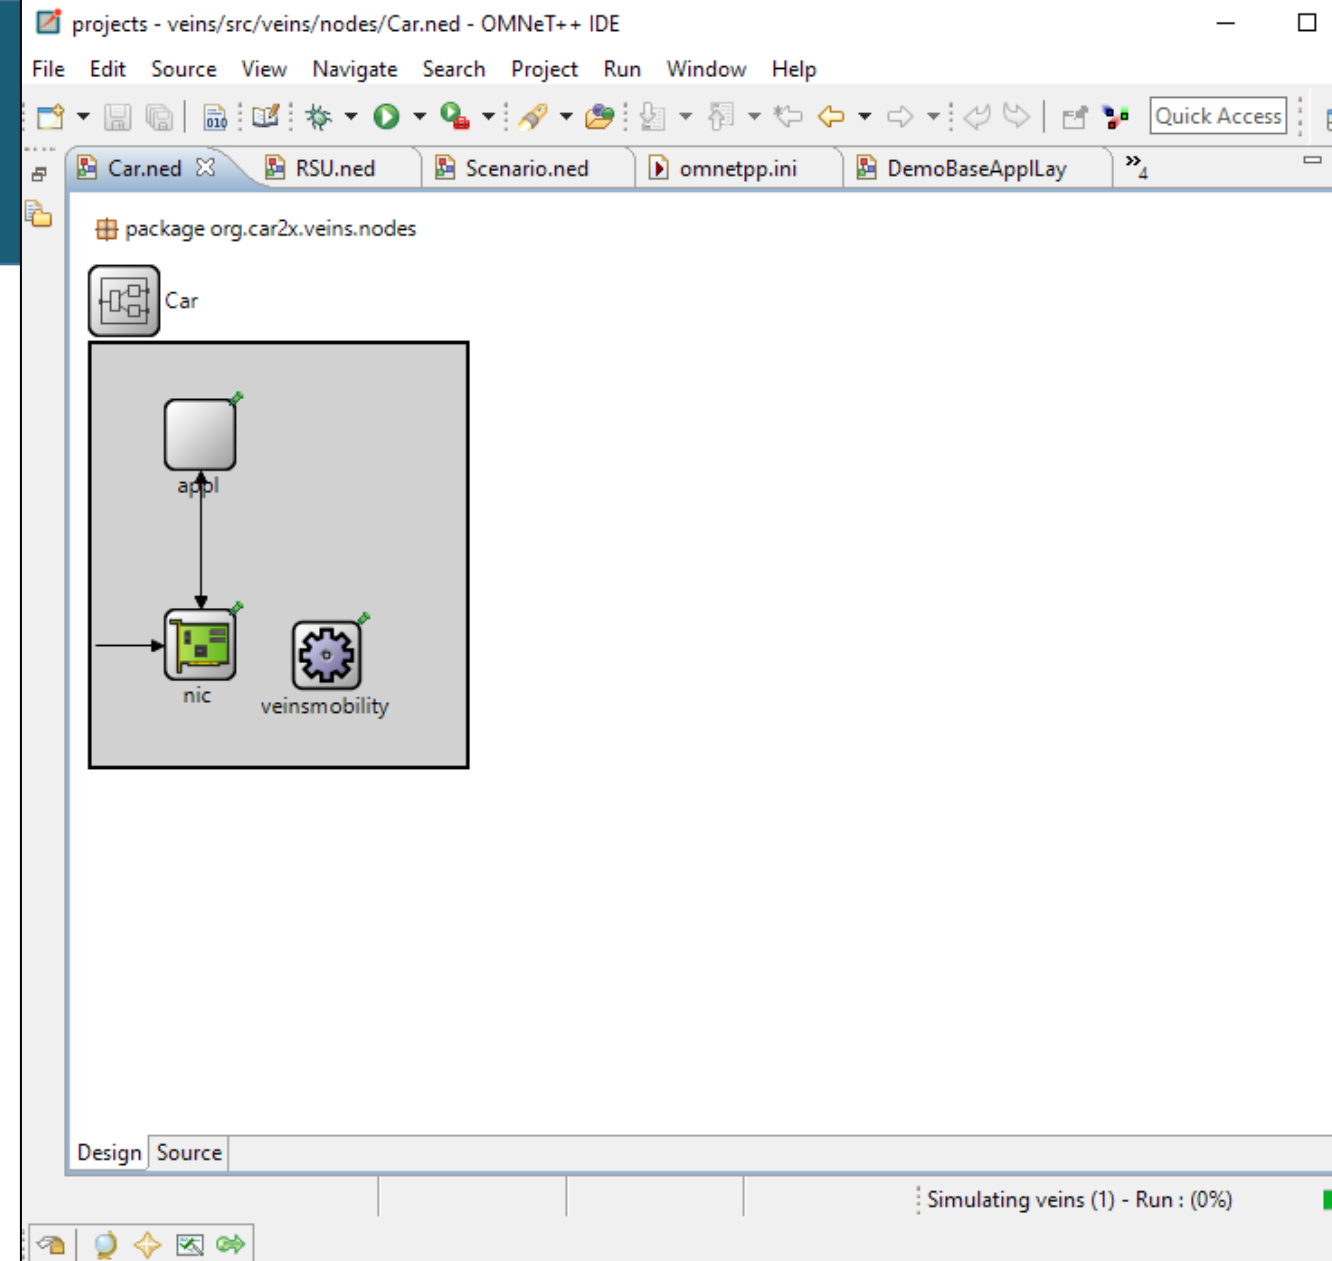 projects - veins/src/veins/nodes/Car.ned - OMNeT++ IDE
File Edit Source View Navigate Search Project Run Window Help
010 Quick Access
Car.ned RSU.ned Scenario.ned omnetpp.ini DemoBaseApplLay »4
package org.car2x.veins.nodes
Car
appl
nic
veinsmobility
Design Source
Simulating veins (1) - Run : (0%)